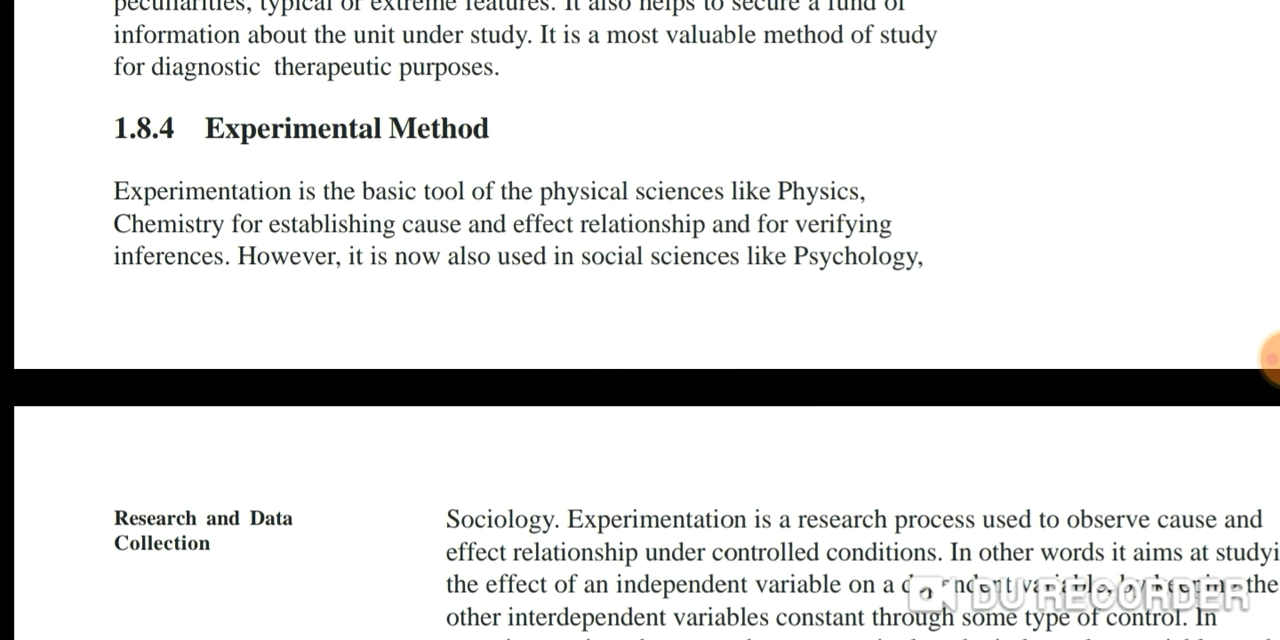 peculiarities, typical or extreme features. It also helps to secure a fund of
information about the unit under study. It is a most valuable method of study
for diagnostic therapeutic purposes.
1.8.4 Experimental Method
Experimentation is the basic tool of the physical sciences like Physics,
Chemistry for establishing cause and effect relationship and for verifying
inferences. However, it is now also used in social sciences like Psychology,
Research and Data
Collection
Sociology. Experimentation is a research process used to observe cause and
effect relationship under controlled conditions. In other words it aims at studyi
the effect of an independent variable on a dependent variable, by keeping the
other interdependent variables constant through some type of control. In
DU RECORDER